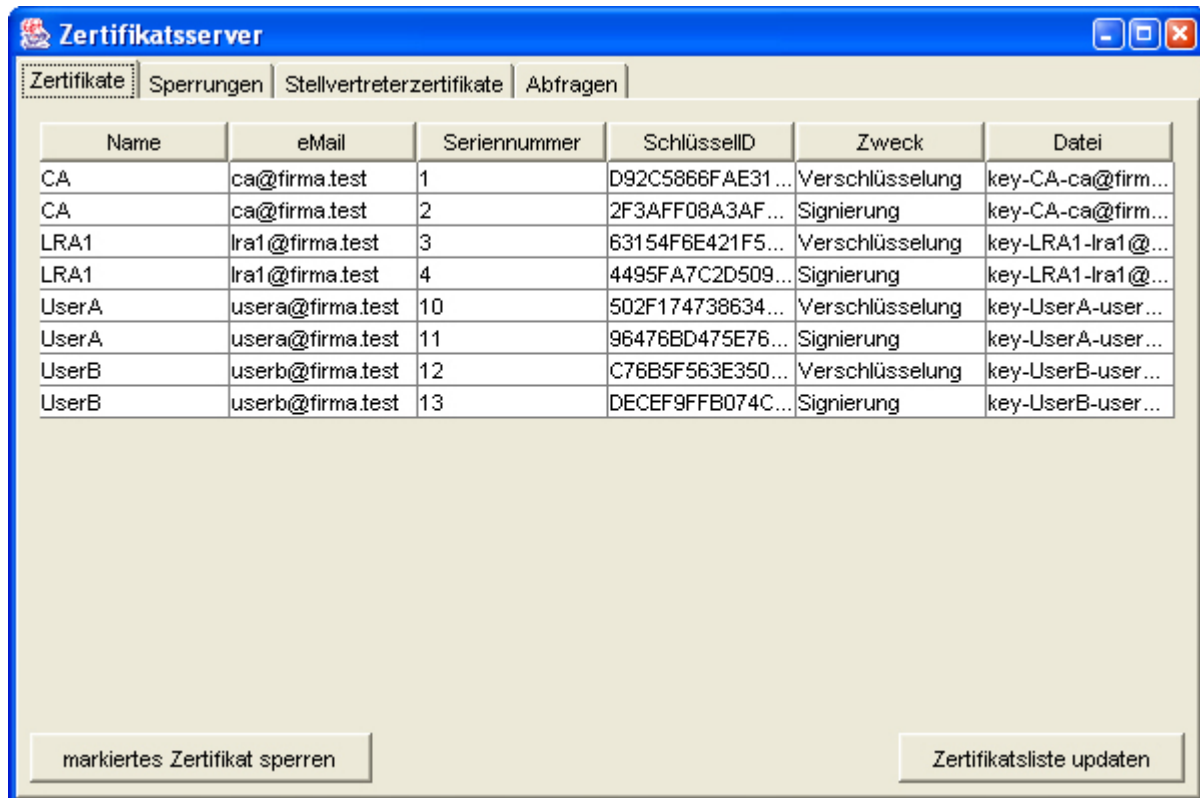 Zertifikatsserver
Zertifikate Sperrungen Stellvertreterzertifikate Abfragen
Name eMail Seriennummer SchlüsselID Zweck Datei
CA ca@firma.test 1 D92C5866FAE31... Verschlüsselung key-CA-ca@firm...
CA ca@firma.test 2 2F3AFF08A3AF... Signierung key-CA-ca@firm...
LRA1 lra1@firma.test 3 63154F6E421F5... Verschlüsselung key-LRA1-lra1@...
LRA1 lra1@firma.test 4 4495FA7C2D509... Signierung key-LRA1-lra1@...
UserA usera@firma.test 10 502F174738634... Verschlüsselung key-UserA-user...
UserA usera@firma.test 11 96476BD475E76... Signierung key-UserA-user...
UserB userb@firma.test 12 C76B5F563E350... Verschlüsselung key-UserB-user...
UserB userb@firma.test 13 DECEF9FFB074C... Signierung key-UserB-user...
markiertes Zertifikat sperren Zertifikatsliste updaten